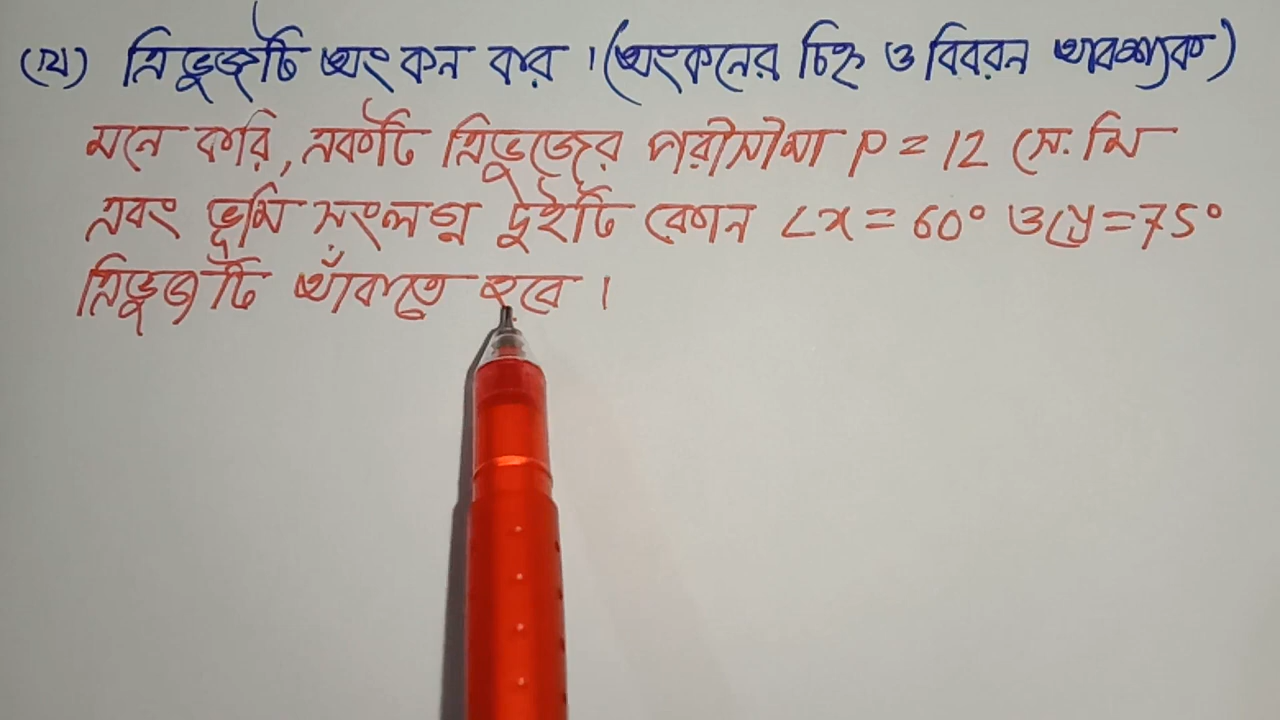 (খ) ত্রিভুজটি অংকন কর । (অংকনের চিহ্ন ও বিবরন আবশ্যক)
মনে করি, একটি ত্রিভুজের পরীসীমা P = 12 সে. মি
এবং ভূমি সংলগ্ন দুইটি কোন ∠x = 60° ও ∠y = 75°
ত্রিভুজটি আঁকাতে হবে ।